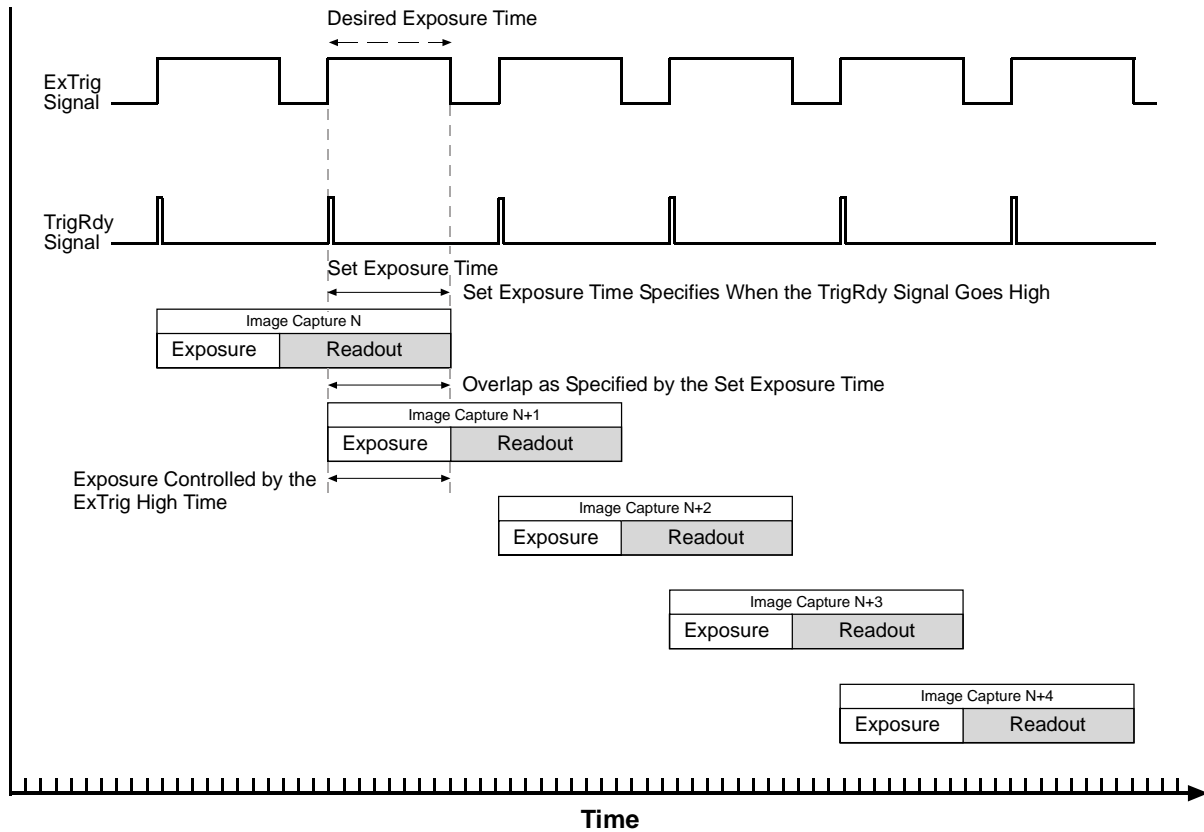 Desired Exposure Time
ExTrig
Signal
TrigRdy
Signal
Set Exposure Time
Set Exposure Time Specifies When the TrigRdy Signal Goes High
Image Capture N
Exposure Readout
Overlap as Specified by the Set Exposure Time
Image Capture N+1
Exposure Readout
Exposure Controlled by the
ExTrig High Time
Image Capture N+2
Exposure Readout
Image Capture N+3
Exposure Readout
Image Capture N+4
Exposure Readout
Time